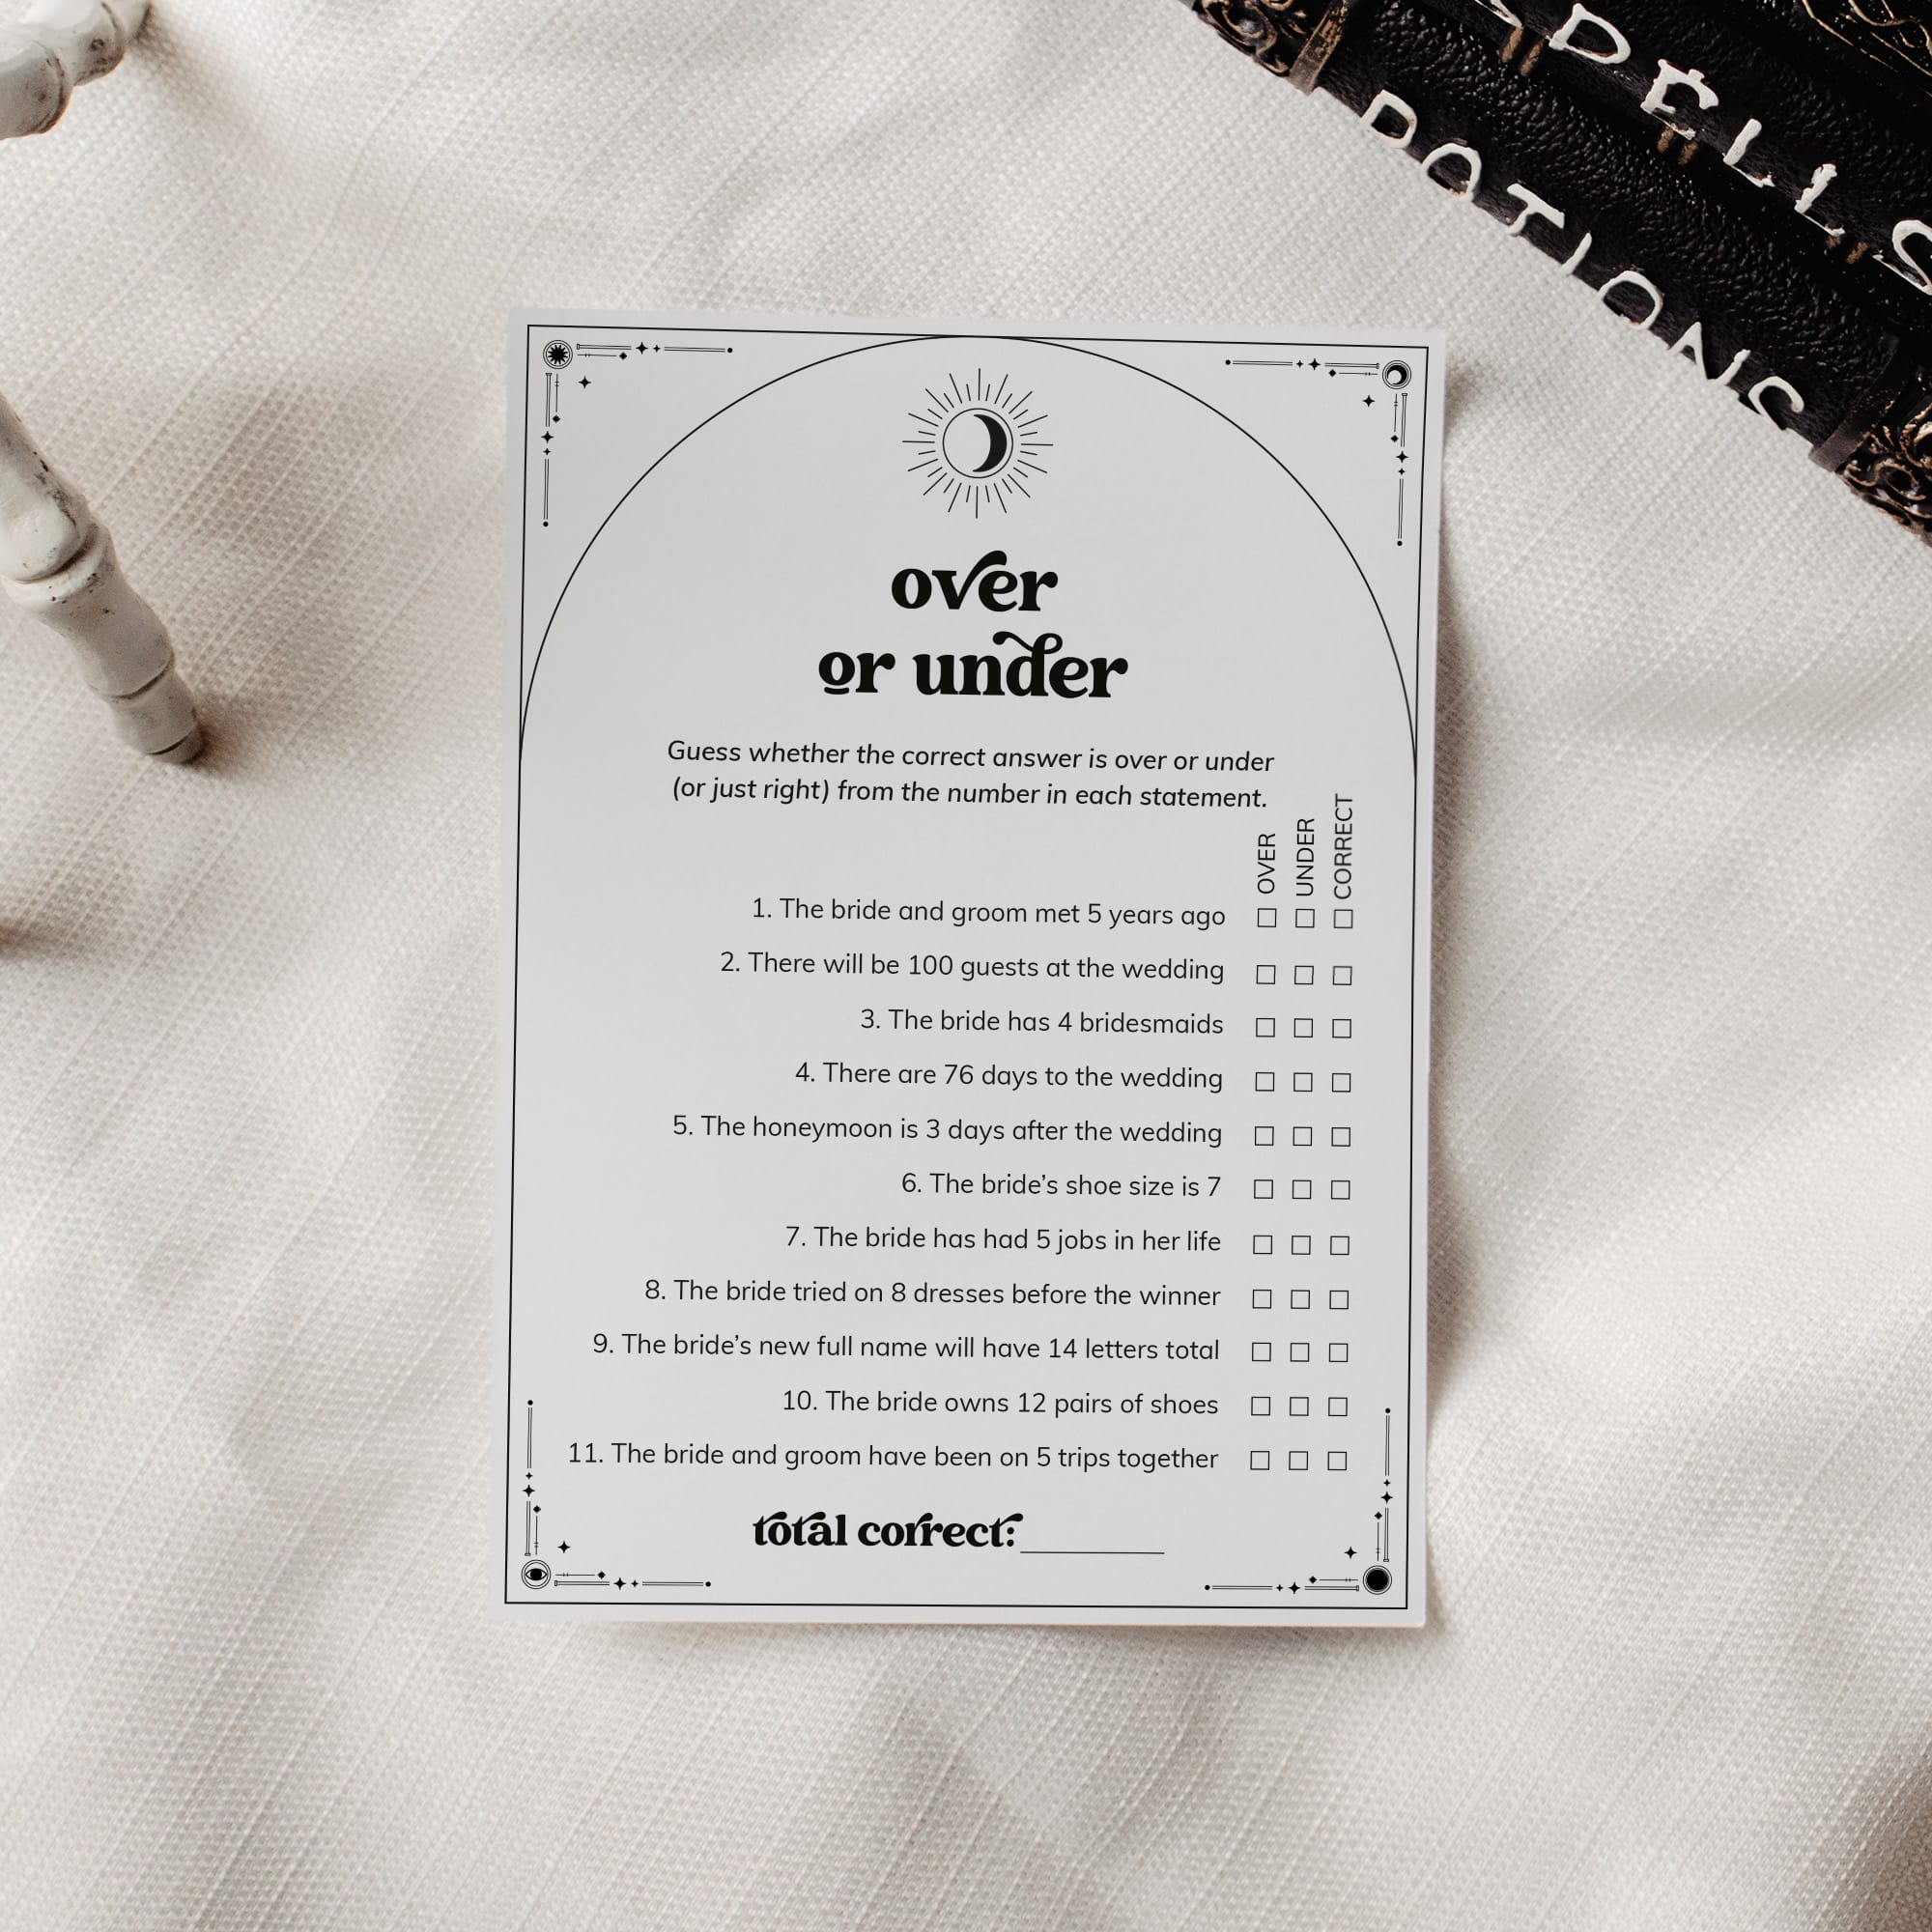 DELLS
POTIONS
over
or under
Guess whether the correct answer is over or under
(or just right) from the number in each statement.
OVER
UNDER
CORRECT
1. The bride and groom met 5 years ago
2. There will be 100 guests at the wedding
3. The bride has 4 bridesmaids
4. There are 76 days to the wedding
5. The honeymoon is 3 days after the wedding
6. The bride’s shoe size is 7
7. The bride has had 5 jobs in her life
8. The bride tried on 8 dresses before the winner
9. The bride’s new full name will have 14 letters total
10. The bride owns 12 pairs of shoes
11. The bride and groom have been on 5 trips together
total correct: